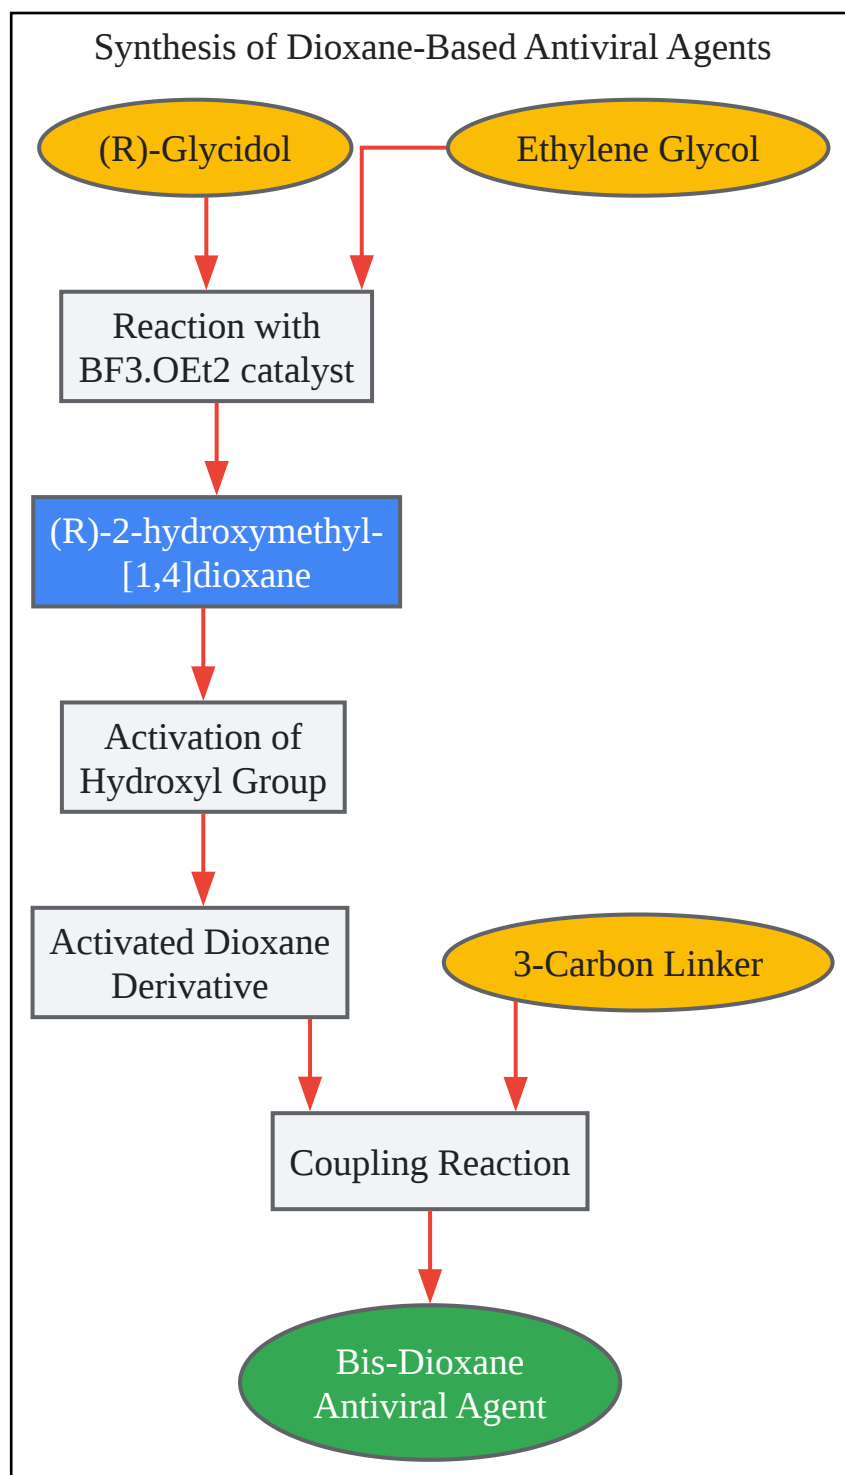 Synthesis of Dioxane-Based Antiviral Agents
(R)-Glycidol
Ethylene Glycol
Reaction with
BF3.OEt2 catalyst
(R)-2-hydroxymethyl-
[1,4]dioxane
Activation of
Hydroxyl Group
Activated Dioxane
Derivative
3-Carbon Linker
Coupling Reaction
Bis-Dioxane
Antiviral Agent